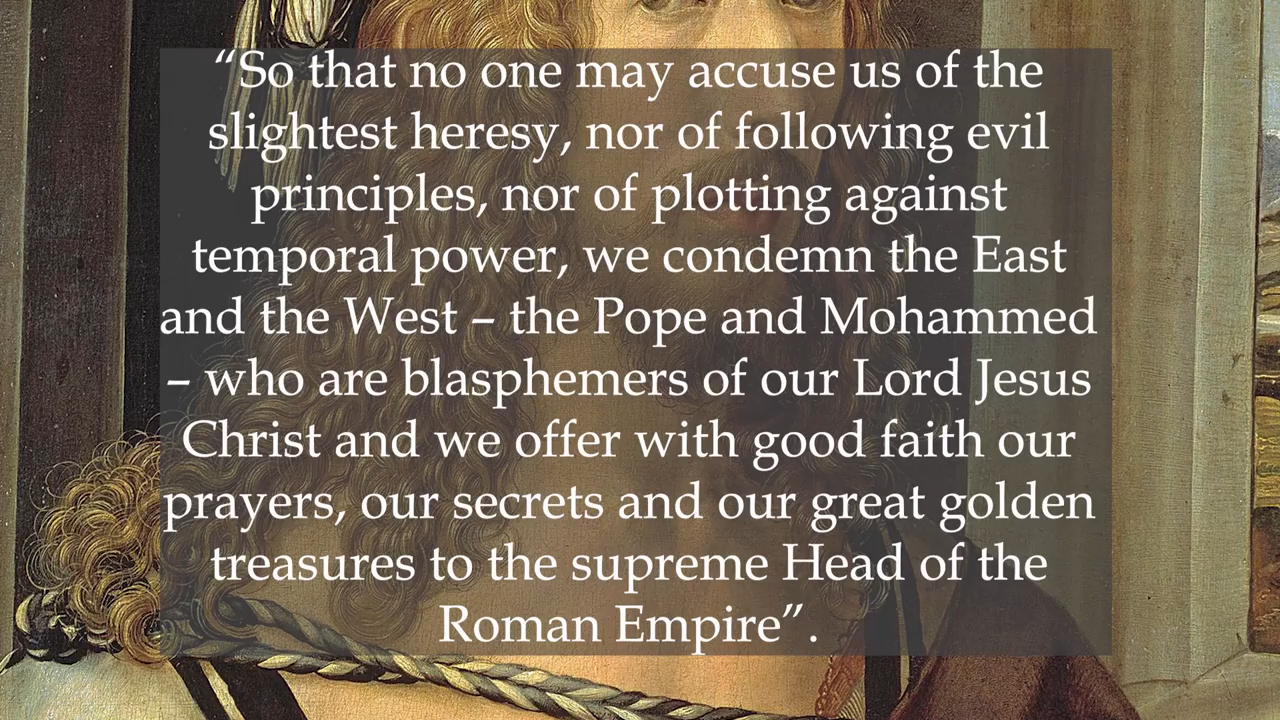 “So that no one may accuse us of the
slightest heresy, nor of following evil
principles, nor of plotting against
temporal power, we condemn the East
and the West – the Pope and Mohammed
– who are blasphemers of our Lord Jesus
Christ and we offer with good faith our
prayers, our secrets and our great golden
treasures to the supreme Head of the
Roman Empire”.